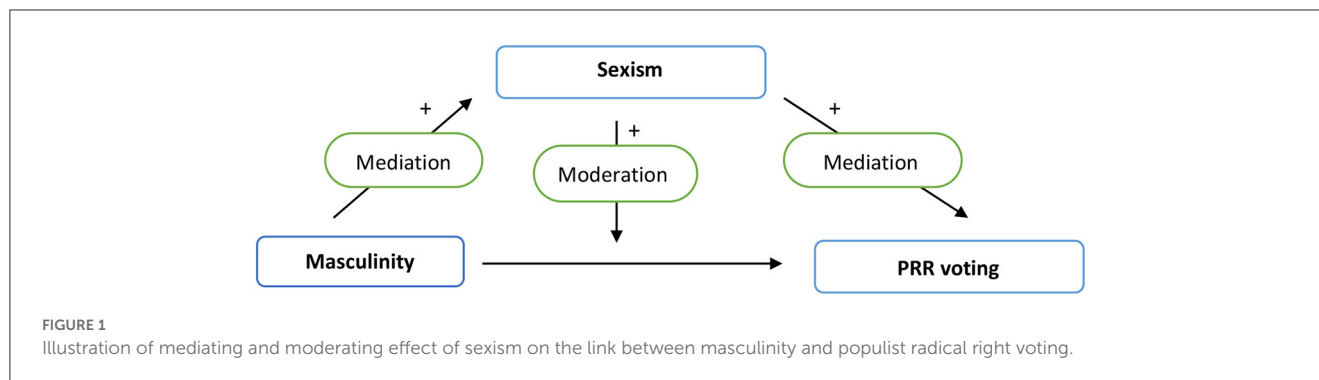 Sexism
+
+
+
Mediation
Moderation
Mediation
Masculinity
PRR voting
FIGURE 1
Illustration of mediating and moderating effect of sexism on the link between masculinity and populist radical right voting.